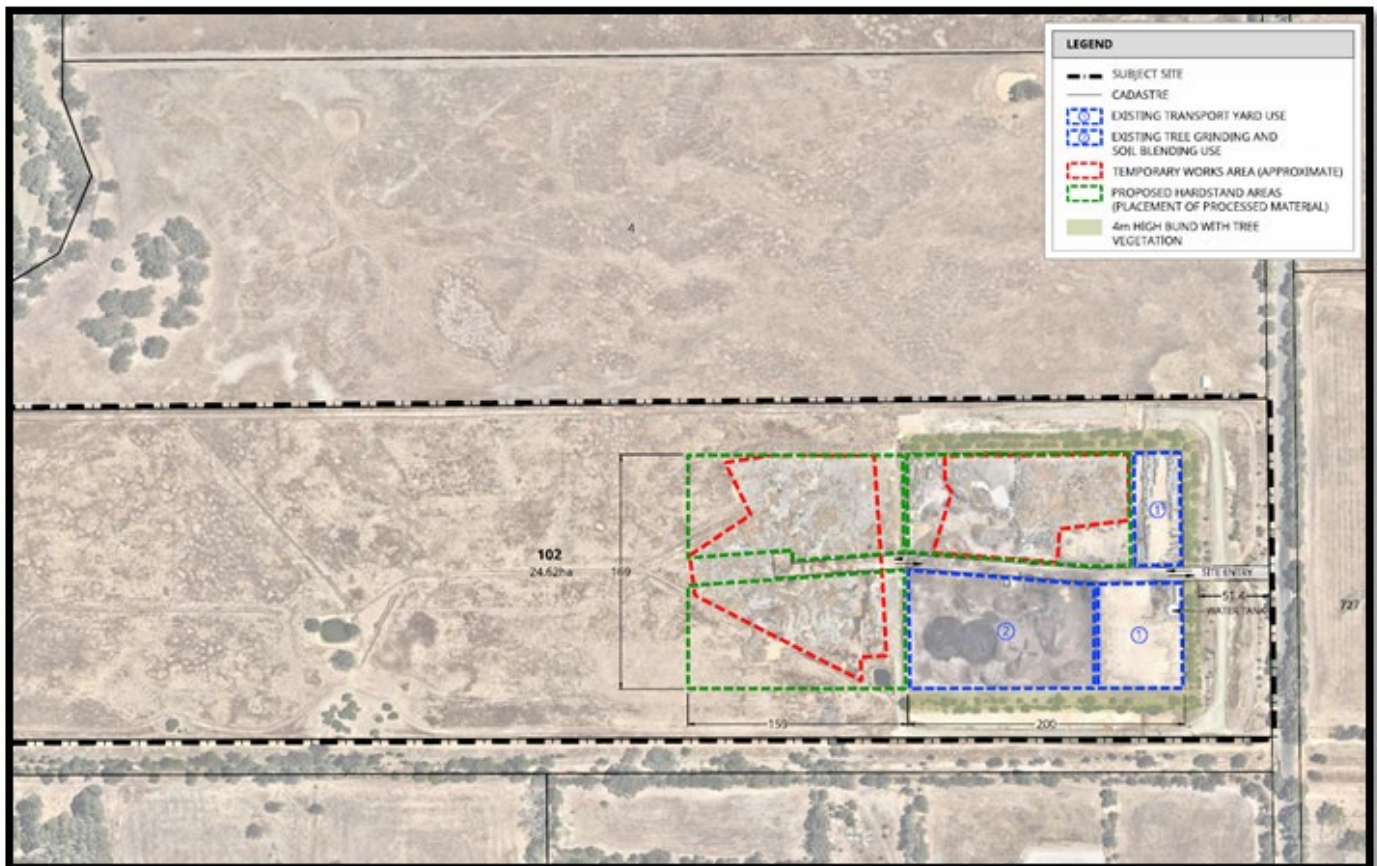 LEGEND
SUBJECT SITE
CADASTRE
1 EXISTING TRANSPORT YARD USE
2 EXISTING TREE GRINDING AND
SOIL BLENDING USE
TEMPORARY WORKS AREA (APPROXIMATE)
PROPOSED HARDSTAND AREAS
(PLACEMENT OF PROCESSED MATERIAL)
4m HIGH BUND WITH TREE
VEGETATION
4
1
102
24.62ha
169
SITE ENTRY
51.4
WATER TANK
727
2
1
159
200